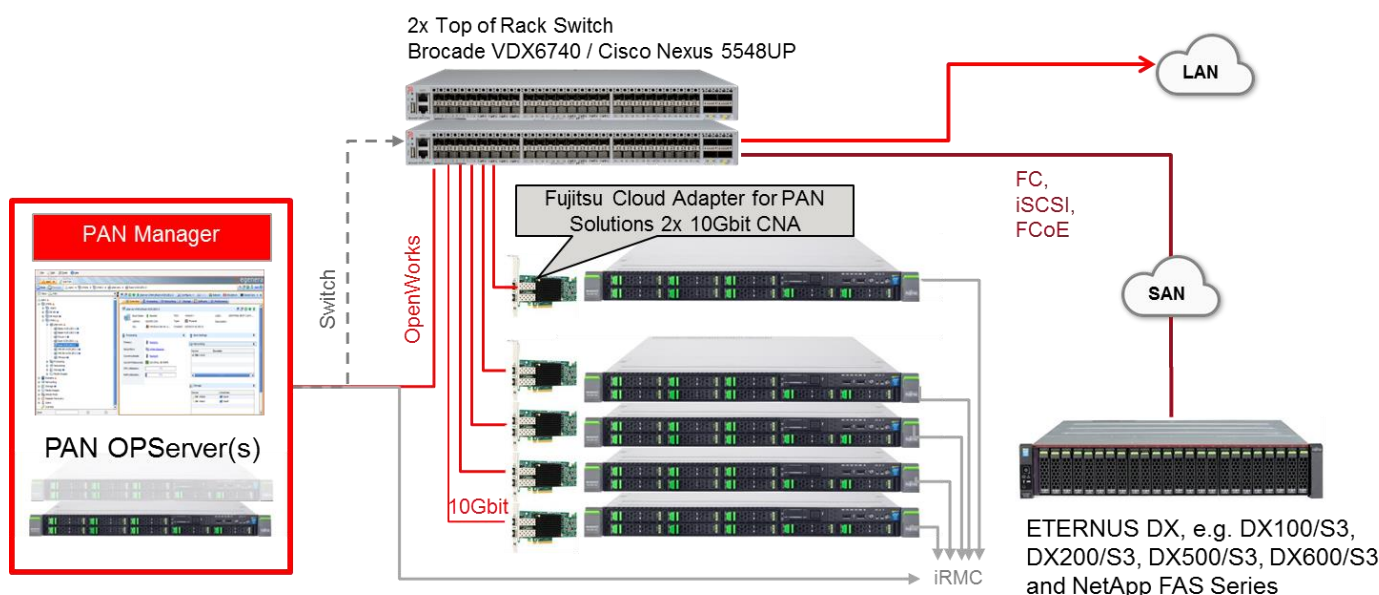 2x Top of Rack Switch
Brocade VDX6740 / Cisco Nexus 5548UP
LAN
Fujitsu Cloud Adapter for PAN
Solutions 2x 10Gbit CNA
FC,
iSCSI,
FCoE
PAN Manager
Switch
OpenWorks
SAN
PAN OPServer(s)
10Gbit
iRMC
ETERNUS DX, e.g. DX100/S3,
DX200/S3, DX500/S3, DX600/S3
and NetApp FAS Series